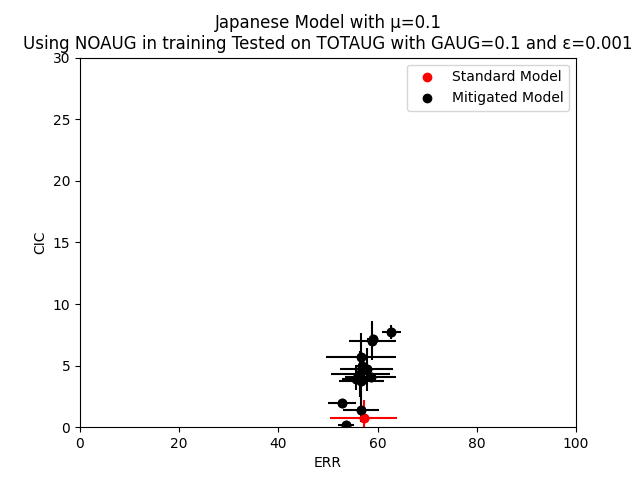 Japanese Model with μ=0.1
Using NOAUG in training Tested on TOTAUG with GAUG=0.1 and ε=0.001
Standard Model
Mitigated Model
30
25
20
15
10
5
0
CIC
0 20 40 60 80 100
ERR